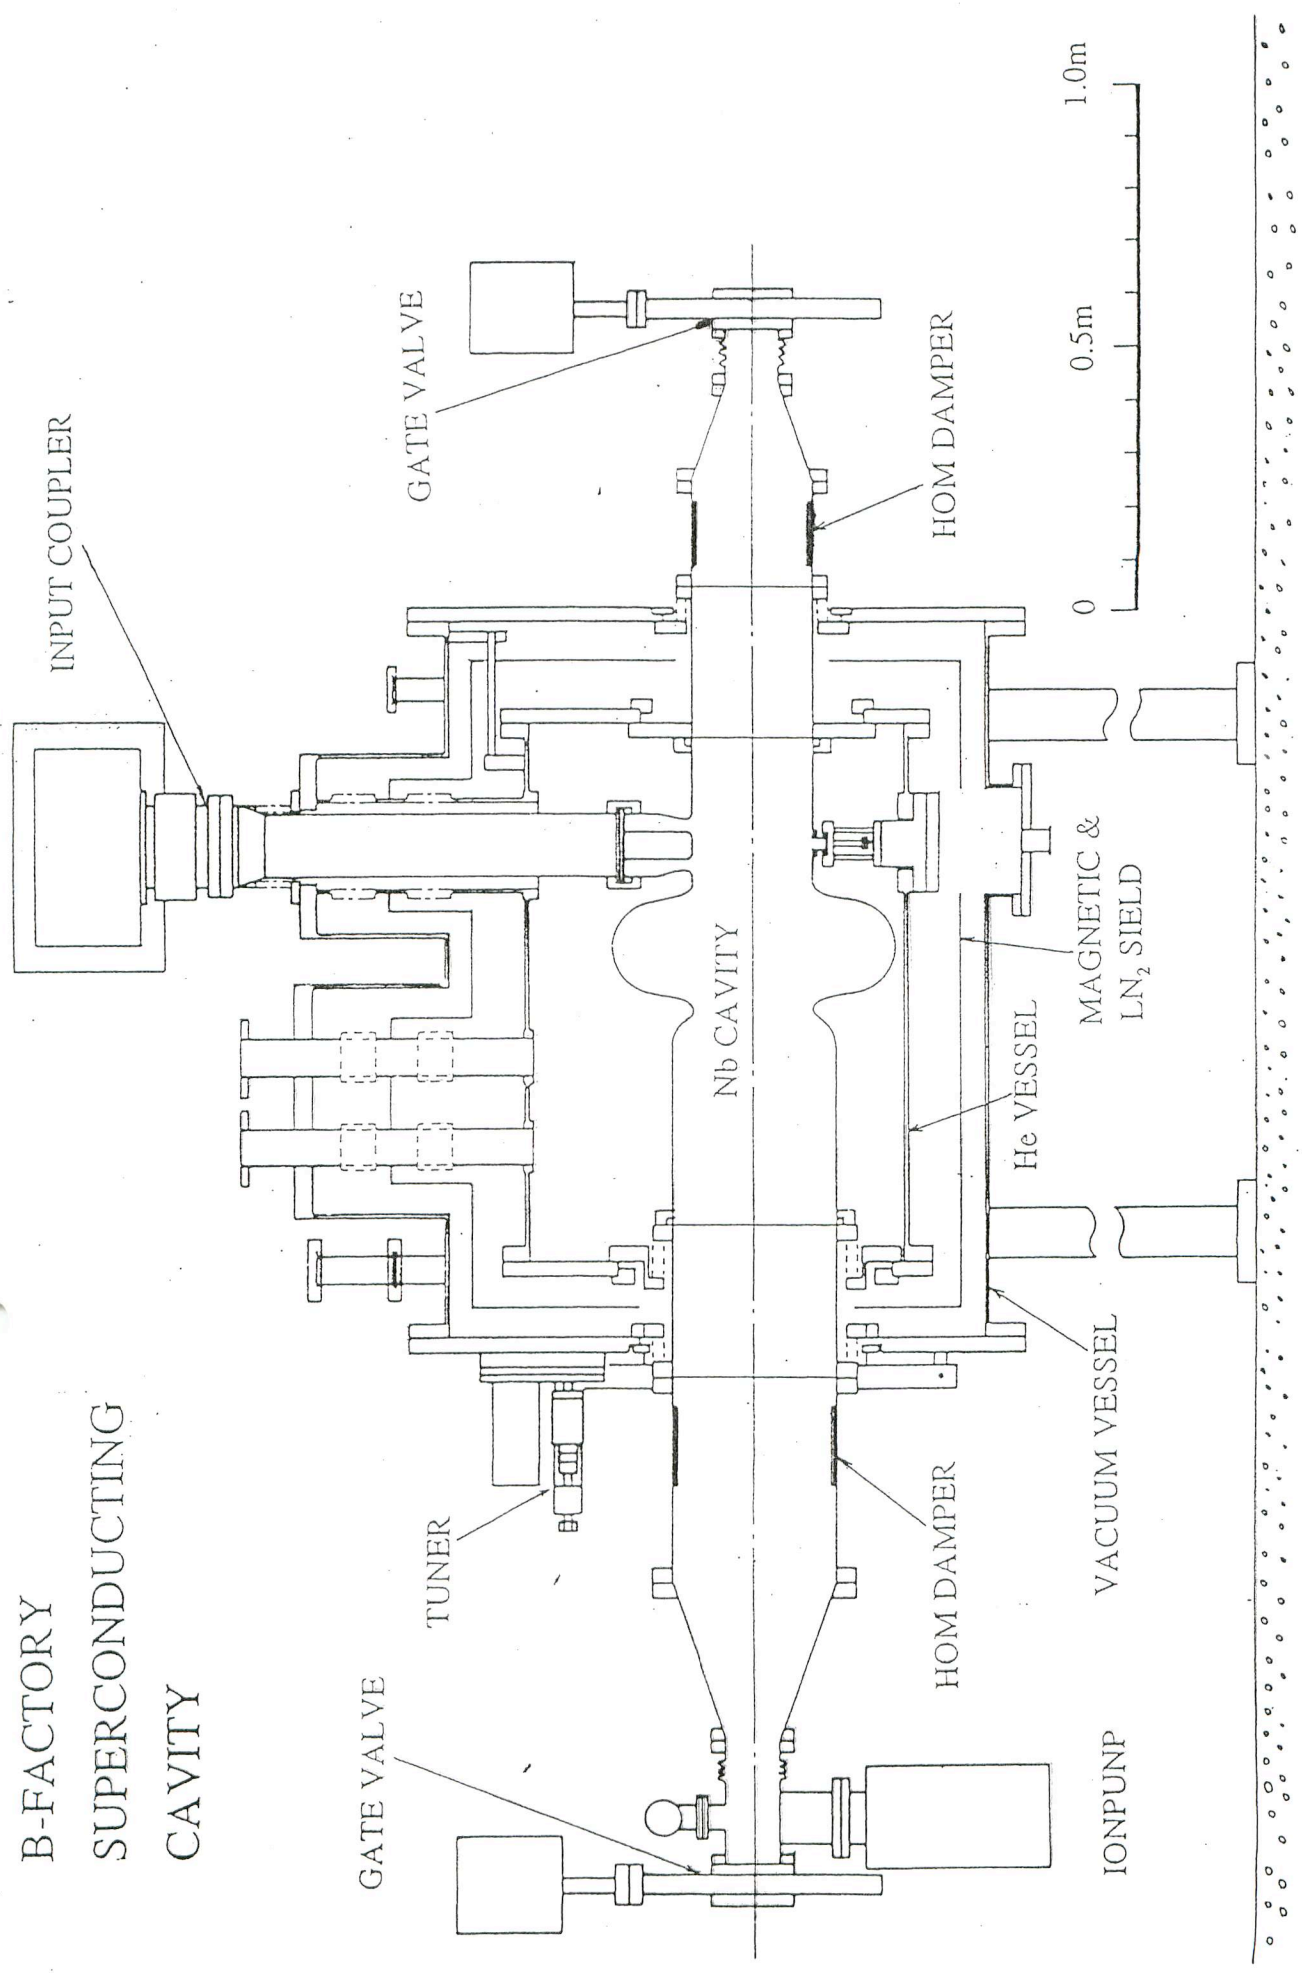 B-FACTORY
SUPERCONDUCTING
CAVITY
INPUT COUPLER
GATE VALVE
TUNER
GATE VALVE
Nb CAVITY
HOM DAMPER
HOM DAMPER
He VESSEL
MAGNETIC &
LN₂ SIELD
VACUUM VESSEL
IONPUNP
0
0.5m
1.0m